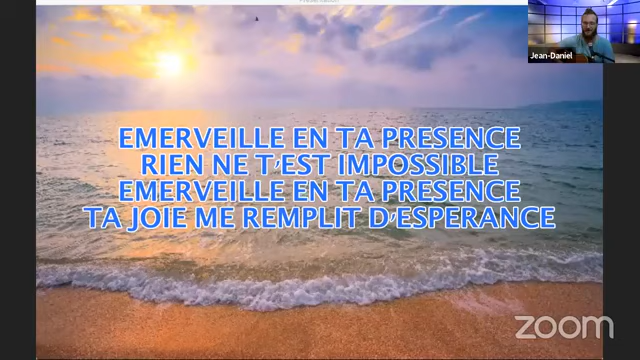 EMERVEILLE EN TA PRESENCE
RIEN NE T'EST IMPOSSIBLE
EMERVEILLE EN TA PRESENCE
TA JOIE ME REMPLIT D'ESPERANCE
Jean-Daniel
zoom